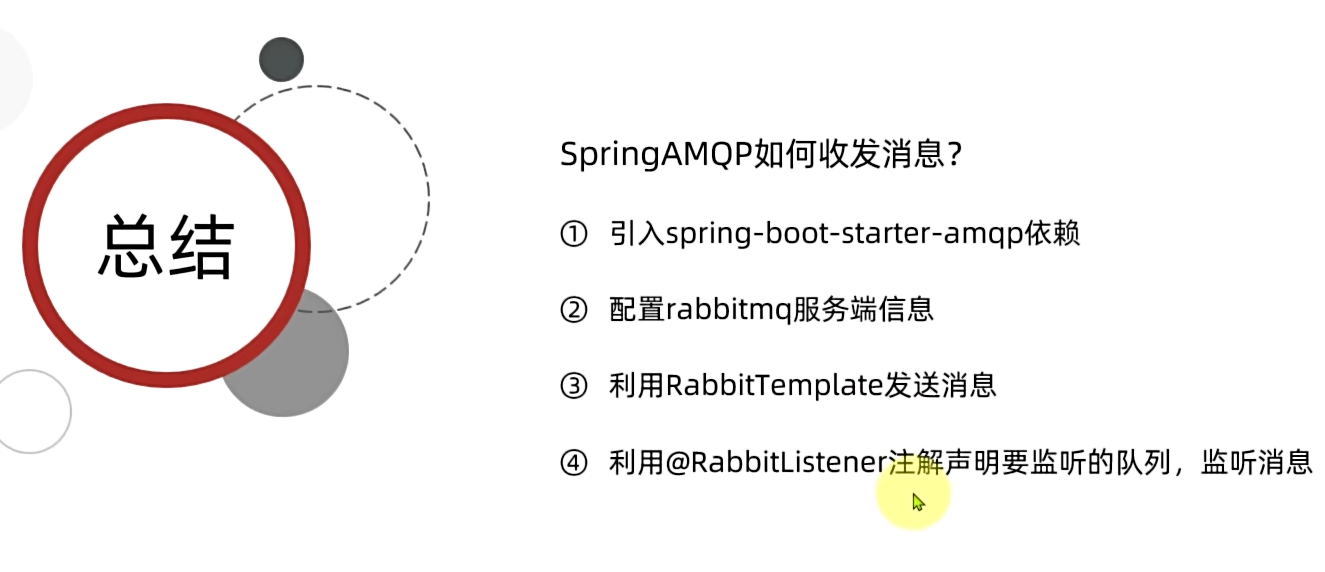 总结
SpringAMQP如何收发消息？
① 引入spring-boot-starter-amqp依赖
② 配置rabbitmq服务端信息
③ 利用RabbitTemplate发送消息
④ 利用@RabbitListener注解声明要监听的队列，监听消息